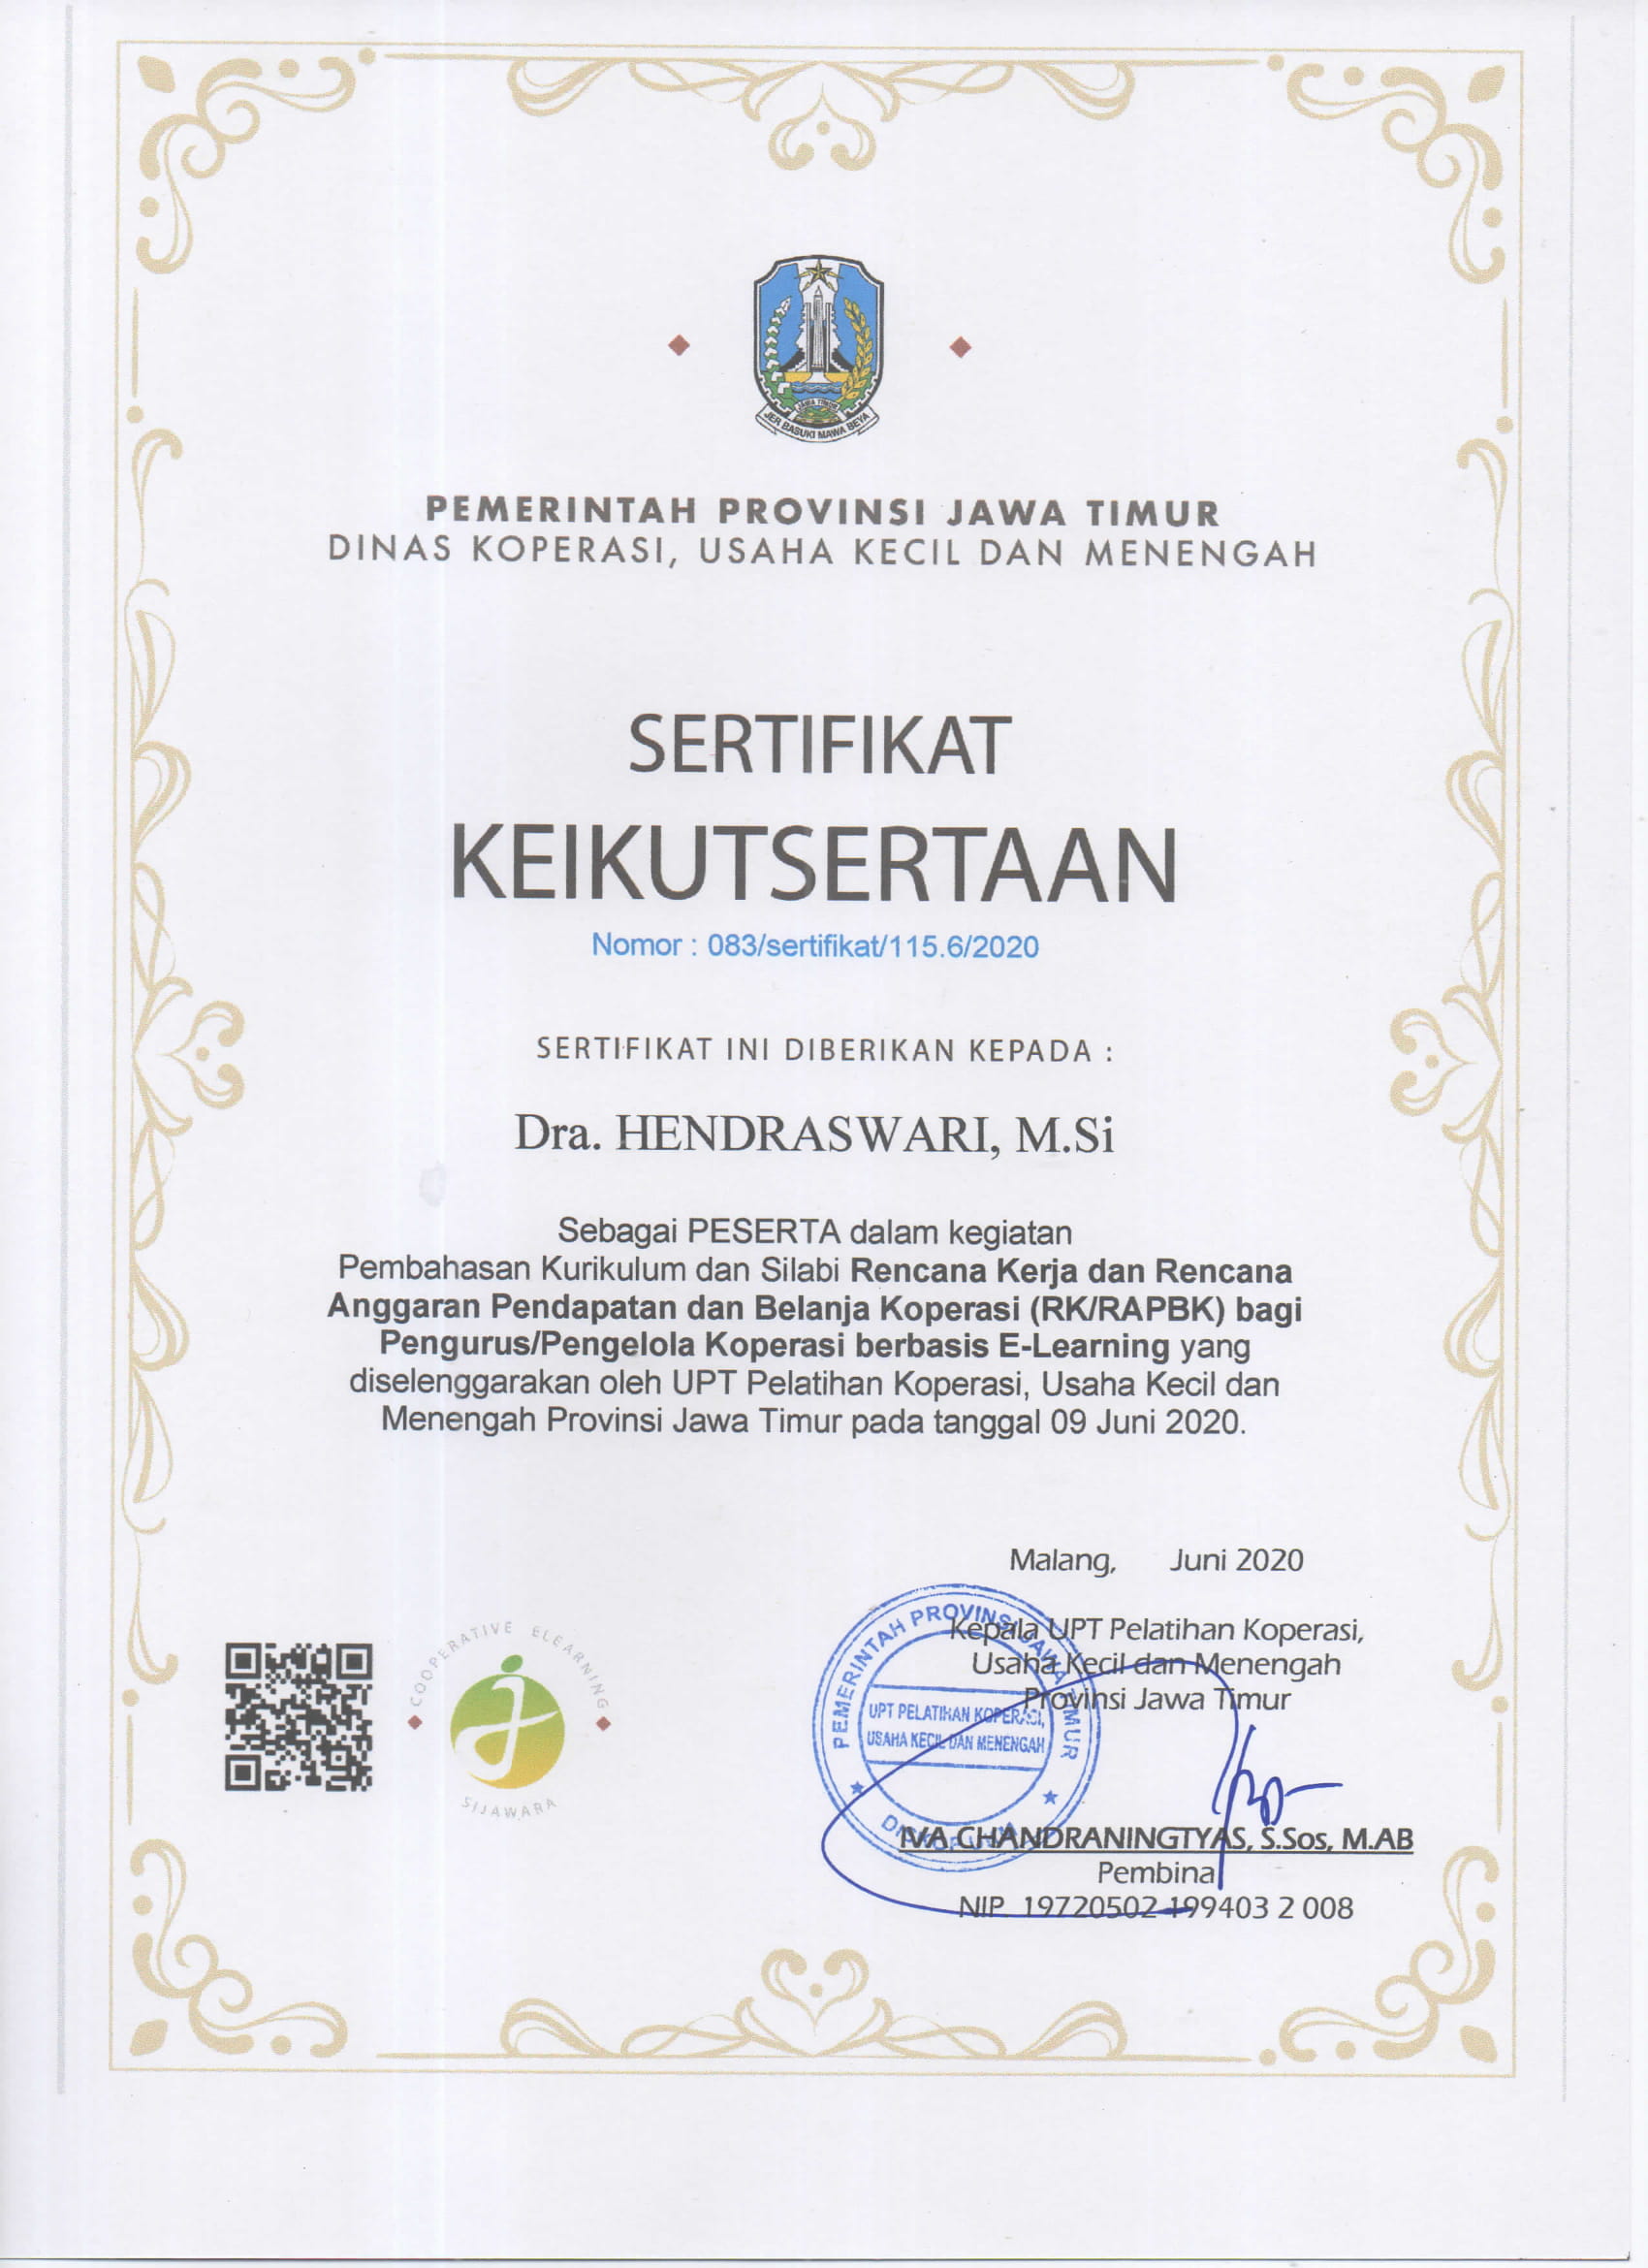 JAWA TIMUR
JER BASUKI MAWA BEYA
PEMERINTAH PROVINSI JAWA TIMUR
DINAS KOPERASI, USAHA KECIL DAN MENENGAH
SERTIFIKAT
KEIKUTSERTAAN
Nomor : 083/sertifikat/115.6/2020
SERTIFIKAT INI DIBERIKAN KEPADA :
Dra. HENDRASWARI, M.Si
Sebagai PESERTA dalam kegiatan
Pembahasan Kurikulum dan Silabi Rencana Kerja dan Rencana
Anggaran Pendapatan dan Belanja Koperasi (RK/RAPBK) bagi
Pengurus/Pengelola Koperasi berbasis E-Learning yang
diselenggarakan oleh UPT Pelatihan Koperasi, Usaha Kecil dan
Menengah Provinsi Jawa Timur pada tanggal 09 Juni 2020.
Malang, Juni 2020
Kepala UPT Pelatihan Koperasi,
Usaha Kecil dan Menengah
Provinsi Jawa Timur
PEMERINTAH PROVINSI JAWA TIMUR
UPT PELATIHAN KOPERASI,
USAHA KECIL DAN MENENGAH
COOPERATIVE ELEARNING
SIJAWARA
IVA CHANDRANINGTYAS, S.Sos, M.AB
Pembina
NIP 19720502 199403 2 008